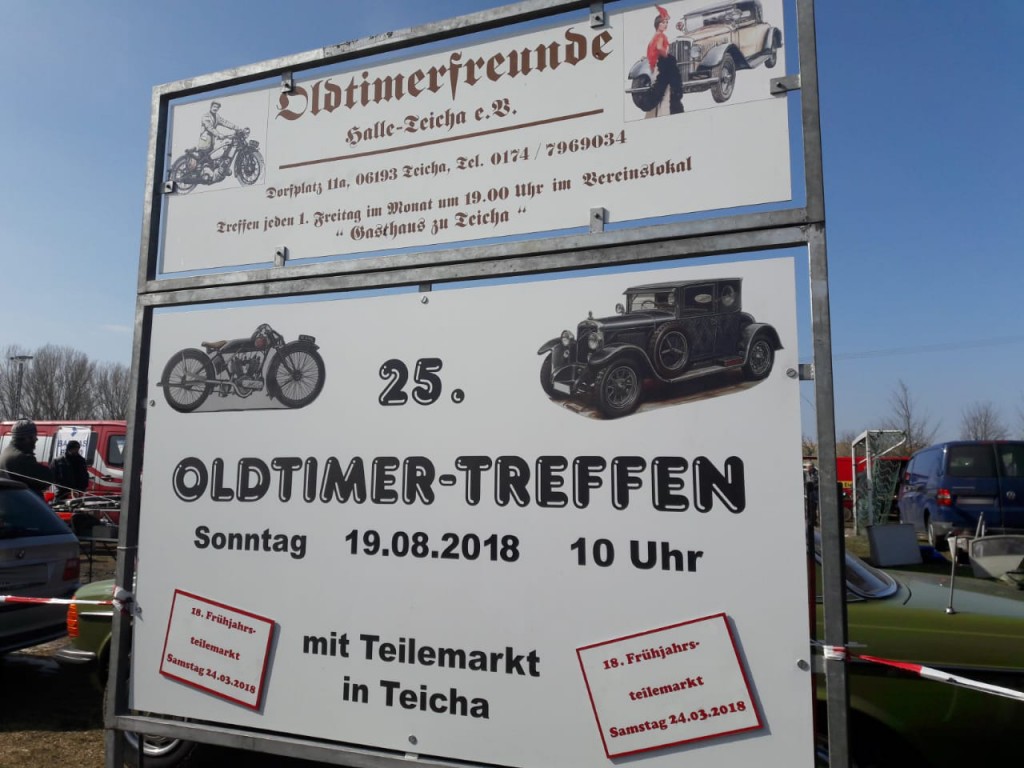 Oldtimerfreunde
Halle-Teicha e.V.
Dorfplatz 11a, 06193 Teicha, Tel. 0174 / 7969034
Treffen jeden 1. Freitag im Monat um 19.00 Uhr im Vereinslokal
" Gasthaus zu Teicha "
25.
OLDTIMER-TREFFEN
Sonntag 19.08.2018 10 Uhr
mit Teilemarkt
in Teicha
18. Frühjahrs-
teilemarkt
Samstag 24.03.2018
18. Frühjahrs-
teilemarkt
Samstag 24.03.2018